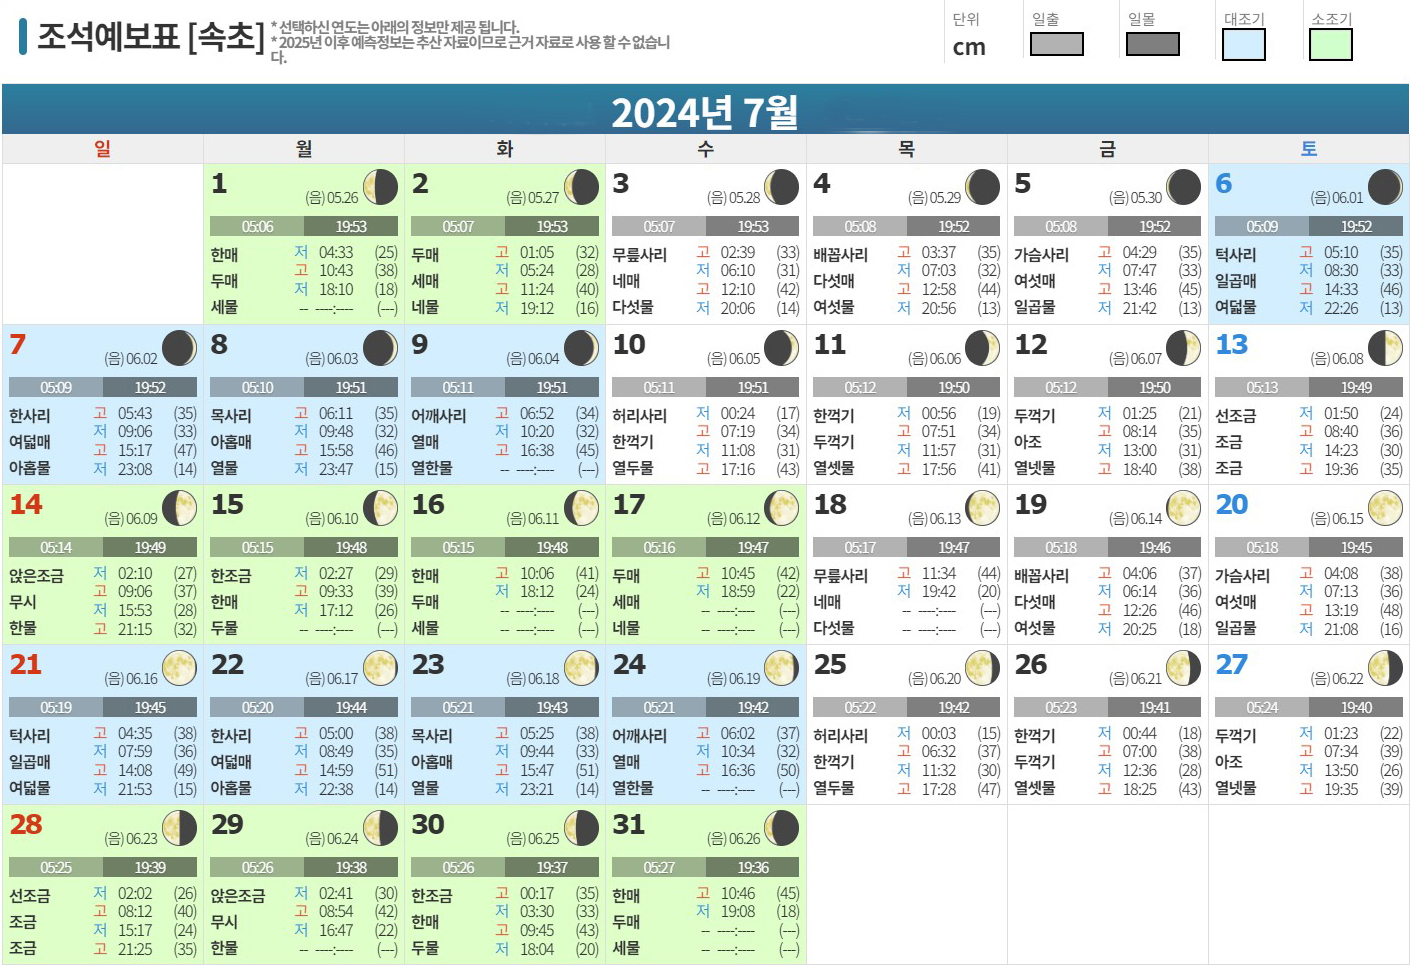 조석예보표 [속초]
* 선택하신 연도는 아래의 정보만 제공 됩니다.
* 2025년 이후 예측정보는 추산 자료이므로 근거 자료로 사용 할 수 없습니
다.
단위 일출 일몰 대조기 소조기
cm
2024년 7월
일 월 화 수 목 금 토
1 (음) 05.26 2 (음) 05.27 3 (음) 05.28 4 (음) 05.29 5 (음) 05.30 6 (음) 06.01
05:06 19:53 05:07 19:53 05:07 19:53 05:08 19:52 05:08 19:52 05:09 19:52
한매 저 04:33 (25) 두매 고 01:05 (32) 무릎사리 고 02:39 (33) 배꼽사리 고 03:37 (35) 가슴사리 고 04:29 (35) 턱사리 고 05:10 (35)
고 10:43 (38) 저 05:24 (28) 저 06:10 (31) 저 07:03 (32) 저 07:47 (33) 저 08:30 (33)
두매 세매 네매 다섯매 여섯매 일곱매
저 18:10 (18) 고 11:24 (40) 고 12:10 (42) 고 12:58 (44) 고 13:46 (45) 고 14:33 (46)
세물 -- ----:---- (---) 네물 저 19:12 (16) 다섯물 저 20:06 (14) 여섯물 저 20:56 (13) 일곱물 저 21:42 (13) 여덟물 저 22:26 (13)
7 (음) 06.02 8 (음) 06.03 9 (음) 06.04 10 (음) 06.05 11 (음) 06.06 12 (음) 06.07 13 (음) 06.08
05:09 19:52 05:10 19:51 05:11 19:51 05:11 19:51 05:12 19:50 05:12 19:50 05:13 19:49
한사리 고 05:43 (35) 목사리 고 06:11 (35) 어깨사리 고 06:52 (34) 허리사리 저 00:24 (17) 한꺽기 저 00:56 (19) 두꺽기 저 01:25 (21) 선조금 저 01:50 (24)
저 09:06 (33) 저 09:48 (32) 저 10:20 (32) 고 07:19 (34) 고 07:51 (34) 고 08:14 (35) 고 08:40 (36)
여덟매 아홉매 열매 한꺽기 두꺽기 아조 조금
고 15:17 (47) 고 15:58 (46) 고 16:38 (45) 저 11:08 (31) 저 11:57 (31) 저 13:00 (31) 저 14:23 (30)
아홉물 저 23:08 (14) 열물 저 23:47 (15) 열한물 -- ----:---- (---) 열두물 고 17:16 (43) 열셋물 고 17:56 (41) 열넷물 고 18:40 (38) 조금 고 19:36 (35)
14 (음) 06.09 15 (음) 06.10 16 (음) 06.11 17 (음) 06.12 18 (음) 06.13 19 (음) 06.14 20 (음) 06.15
05:14 19:49 05:15 19:48 05:15 19:48 05:16 19:47 05:17 19:47 05:18 19:46 05:18 19:45
앉은조금 저 02:10 (27) 한조금 저 02:27 (29) 한매 고 10:06 (41) 두매 고 10:45 (42) 무릎사리 고 11:34 (44) 배꼽사리 고 04:06 (37) 가슴사리 고 04:08 (38)
고 09:06 (37) 고 09:33 (39) 저 18:12 (24) 저 18:59 (22) 저 19:42 (20) 저 06:14 (36) 저 07:13 (36)
무시 한매 두매 세매 네매 다섯매 여섯매
저 15:53 (28) 저 17:12 (26) -- ----:---- (---) -- ----:---- (---) -- ----:---- (---) 고 12:26 (46) 고 13:19 (48)
한물 고 21:15 (32) 두물 -- ----:---- (---) 세물 -- ----:---- (---) 네물 -- ----:---- (---) 다섯물 -- ----:---- (---) 여섯물 저 20:25 (18) 일곱물 저 21:08 (16)
21 (음) 06.16 22 (음) 06.17 23 (음) 06.18 24 (음) 06.19 25 (음) 06.20 26 (음) 06.21 27 (음) 06.22
05:19 19:45 05:20 19:44 05:21 19:43 05:21 19:42 05:22 19:42 05:23 19:41 05:24 19:40
턱사리 고 04:35 (38) 한사리 고 05:00 (38) 목사리 고 05:25 (38) 어깨사리 고 06:02 (37) 허리사리 저 00:03 (15) 한꺽기 저 00:44 (18) 두꺽기 저 01:23 (22)
저 07:59 (36) 저 08:49 (35) 저 09:44 (33) 저 10:34 (32) 고 06:32 (37) 고 07:00 (38) 고 07:34 (39)
일곱매 여덟매 아홉매 열매 한꺽기 두꺽기 아조
고 14:08 (49) 고 14:59 (51) 고 15:47 (51) 고 16:36 (50) 저 11:32 (30) 저 12:36 (28) 저 13:50 (26)
여덟물 저 21:53 (15) 아홉물 저 22:38 (14) 열물 저 23:21 (14) 열한물 -- ----:---- (---) 열두물 고 17:28 (47) 열셋물 고 18:25 (43) 열넷물 고 19:35 (39)
28 (음) 06.23 29 (음) 06.24 30 (음) 06.25 31 (음) 06.26
05:25 19:39 05:26 19:38 05:26 19:37 05:27 19:36
선조금 저 02:02 (26) 앉은조금 저 02:41 (30) 한조금 고 00:17 (35) 한매 고 10:46 (45)
고 08:12 (40) 고 08:54 (42) 저 03:30 (33) 저 19:08 (18)
조금 무시 한매 두매
저 15:17 (24) 저 16:47 (22) 고 09:45 (43) -- ----:---- (---)
조금 고 21:25 (35) 한물 -- ----:---- (---) 두물 저 18:04 (20) 세물 -- ----:---- (---)